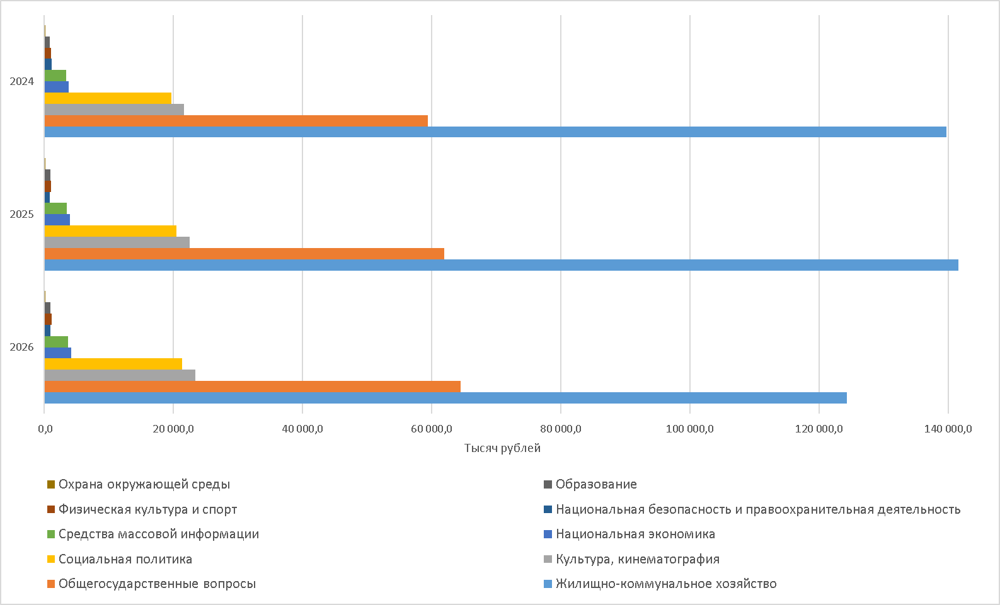 2024
2025
2026
0,0 20 000,0 40 000,0 60 000,0 80 000,0 100 000,0 120 000,0 140 000,0
Тысяч рублей
Охрана окружающей среды Образование
Физическая культура и спорт Национальная безопасность и правоохранительная деятельность
Средства массовой информации Национальная экономика
Социальная политика Культура, кинематография
Общегосударственные вопросы Жилищно-коммунальное хозяйство